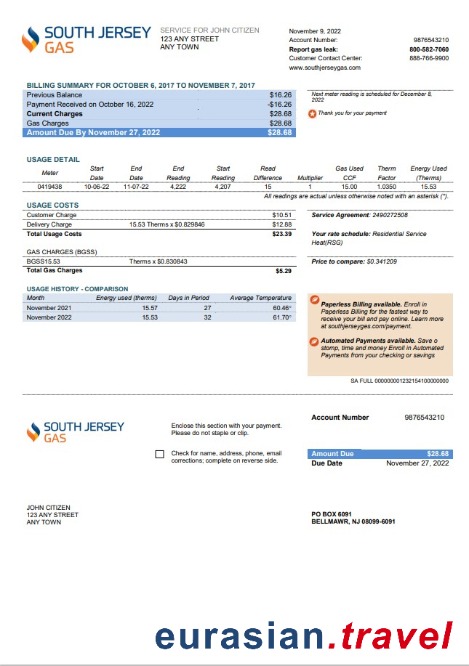 SOUTH JERSEY
GAS
SERVICE FOR JOHN CITIZEN
123 ANY STREET
ANY TOWN
November 9, 2022
Account Number: 9876543210
Report gas leak: 800-582-7060
Customer Contact Center: 888-766-9900
www.southjerseygas.com
BILLING SUMMARY FOR OCTOBER 6, 2017 TO NOVEMBER 7, 2017
Previous Balance $16.26
Payment Received on October 16, 2022 -$16.26
Current Charges $28.68
Gas Charges $28.68
Amount Due By November 27, 2022 $28.68
Next meter reading is scheduled for December 8,
2022
Thank you for your payment
USAGE DETAIL
Meter Start Date End Date End Reading Start Reading Read Difference Multiplier Gas Used CCF Therm Factor Energy Used (Therms)
0419438 10-06-22 11-07-22 4,222 4,207 15 1 15.00 1.0350 15.53
All readings are actual unless otherwise noted with an asterisk (*).
USAGE COSTS
Customer Charge $10.51
Delivery Charge 15.53 Therms x $0.829846 $12.88
Total Usage Costs $23.39
GAS CHARGES (BGSS)
BGSS15.53 Therms x $0.830843
Total Gas Charges $5.29
Service Agreement: 2490272508
Your rate schedule: Residential Service
Heat(RSG)
Price to compare: $0.341209
USAGE HISTORY - COMPARISON
Month Energy used (therms) Days in Period Average Temperature
November 2021 15.57 27 60.46°
November 2022 15.53 32 61.70°
Paperless Billing available. Enroll in
Paperless Billing for the fastest way to
receive your bill and pay online. Learn more
at southjerseyges.com/payment.
Automated Payments available. Save o
stomp, time and money Enroll in Automated
Payments from your checking or savings
SOUTH JERSEY
GAS
Enclose this section with your payment.
Please do not staple or clip.
Check for name, address, phone, email
corrections; complete on reverse side.
Account Number 9876543210
Amount Due $28.68
Due Date November 27, 2022
JOHN CITIZEN
123 ANY STREET
ANY TOWN
PO BOX 6091
BELLMAWR, NJ 08099-6091
eurasian.travel